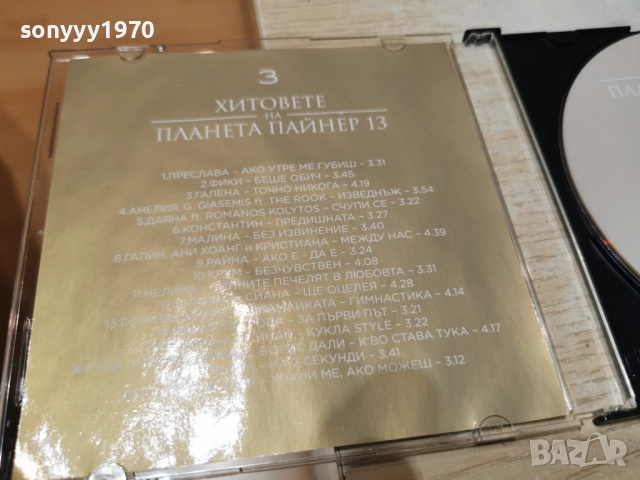 sonyyy1970
3
ХИТОВЕТЕ
НА
ПЛАНЕТА ПАЙНЕР 13
1.ПРЕСЛАВА - АКО УТРЕ МЕ ГУБИШ - 3.31
2.ФИКИ - БЕШЕ ОБИЧ - 3.45
3.ГАЛЕНА - ТОЧНО НИКОГА - 4.19
4.АНЕЛИЯ, G. GIASEMIS ft. THE ROOK - ИЗВЕДНЪЖ - 3.54
5.ДАЯНА ft. ROMANOS KOLYTOS - СЧУПИ СЕ - 3.22
6.КОНСТАНТИН - ПРЕДИШНАТА - 3.27
7.МАЛИНА - БЕЗ ИЗВИНЕНИЕ - 3.40
8.ГАЛИН, АНИ ХОАНГ и КРИСТИАНА - МЕЖДУ НАС - 4.39
9.РАЙНА - АКО Е - ДА Е - 3.24
10.КРУМ - БЕЗЧУВСТВЕН - 4.08
ПЕЧЕЛЯТ В ЛЮБОВТА - 3.31
СИАНА - ЩЕ ОЦЕЛЕЯ - 4.28
ЯМАЙКАТА - ГИМНАСТИКА - 4.14
ЗА ПЪРВИ ПЪТ - 3.21
КУКЛА STYLE - 3.22
БОРИС ДАЛИ - К'ВО СТАВА ТУКА - 4.17
СЕКУНДИ - 3.41
МЕ, АКО МОЖЕШ - 3.12
ПЛАН
BAZAR
bg